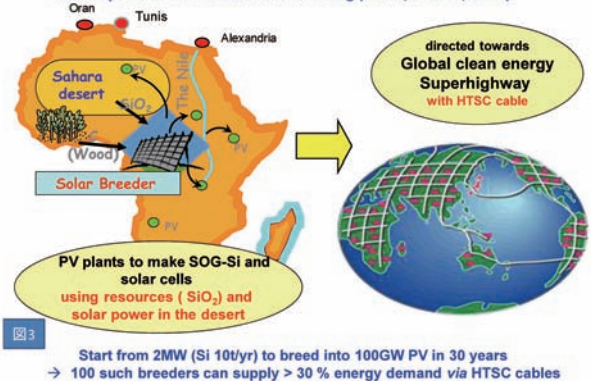 Oran
Tunis
Alexandria
Sahara
desert
PV
The Nile
SiO₂
C
(Wood)
PV
Solar Breeder
PV
PV plants to make SOG-Si and
solar cells
using resources ( SiO₂) and
solar power in the desert
directed towards
Global clean energy
Superhighway
with HTSC cable
図3
Start from 2MW (Si 10t/yr) to breed into 100GW PV in 30 years
→ 100 such breeders can supply > 30 % energy demand via HTSC cables